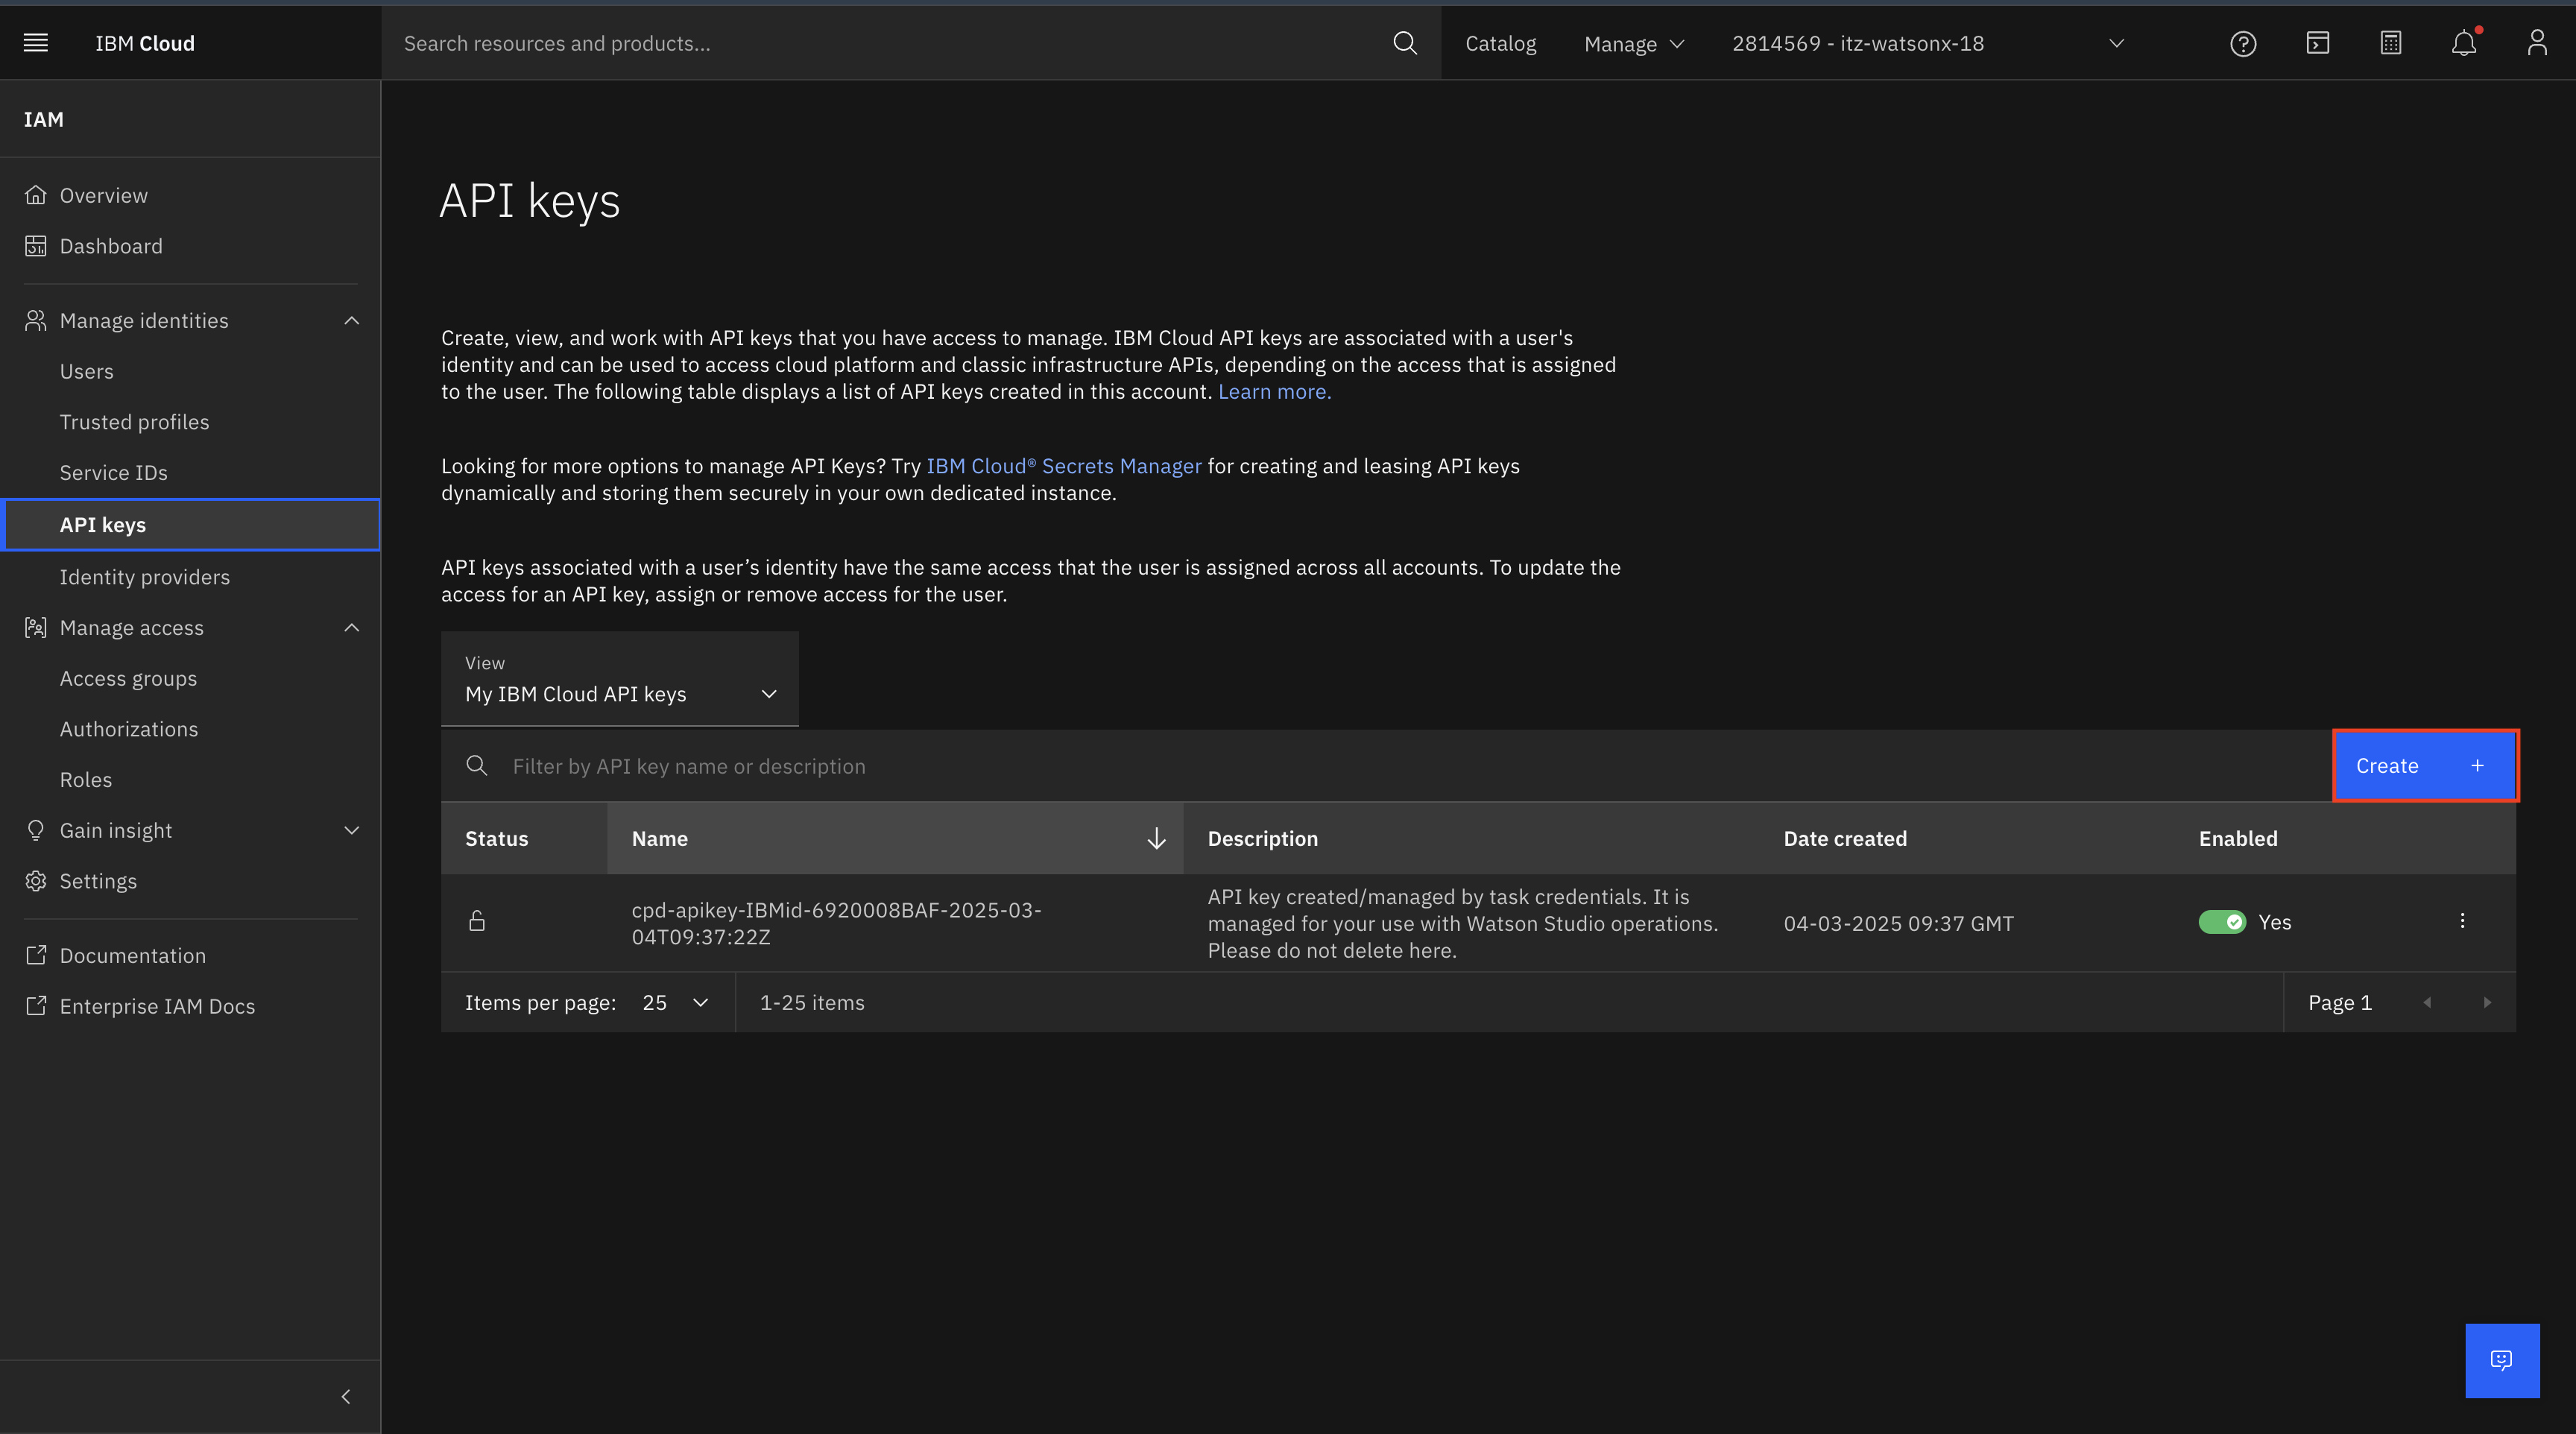 IBM Cloud
Search resources and products...
Catalog
Manage
2814569 - itz-watsonx-18
IAM
Overview
Dashboard
Manage identities
Users
Trusted profiles
Service IDs
API keys
Identity providers
Manage access
Access groups
Authorizations
Roles
Gain insight
Settings
Documentation
Enterprise IAM Docs
API keys
Create, view, and work with API keys that you have access to manage. IBM Cloud API keys are associated with a user's
identity and can be used to access cloud platform and classic infrastructure APIs, depending on the access that is assigned
to the user. The following table displays a list of API keys created in this account. Learn more.
Looking for more options to manage API Keys? Try IBM Cloud® Secrets Manager for creating and leasing API keys
dynamically and storing them securely in your own dedicated instance.
API keys associated with a user’s identity have the same access that the user is assigned across all accounts. To update the
access for an API key, assign or remove access for the user.
View
My IBM Cloud API keys
Filter by API key name or description
Create +
Status
Name
Description
Date created
Enabled
cpd-apikey-IBMid-6920008BAF-2025-03-
04T09:37:22Z
API key created/managed by task credentials. It is
managed for your use with Watson Studio operations.
Please do not delete here.
04-03-2025 09:37 GMT
Yes
Items per page: 25
1-25 items
Page 1